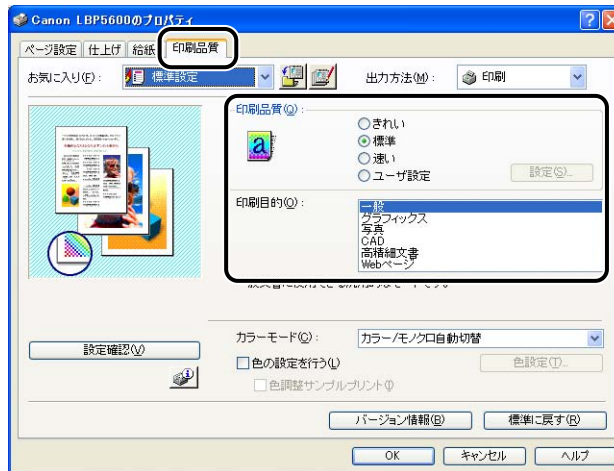 Canon LBP5600のプロパティ
ページ設定 仕上げ 給紙 印刷品質
お気に入り(F): 標準設定 出力方法(M): 印刷
印刷品質(Q):
きれい
標準
速い
ユーザ設定 設定(S)...
印刷目的(O): 一般
グラフィックス
写真
CAD
高精細文書
Webページ
カラーモード(C): カラー/モノクロ自動切替
設定確認(V)
色の設定を行う(L) 色設定(T)...
色調整サンプルプリント(I)
バージョン情報(B) 標準に戻す(R)
OK キャンセル ヘルプ